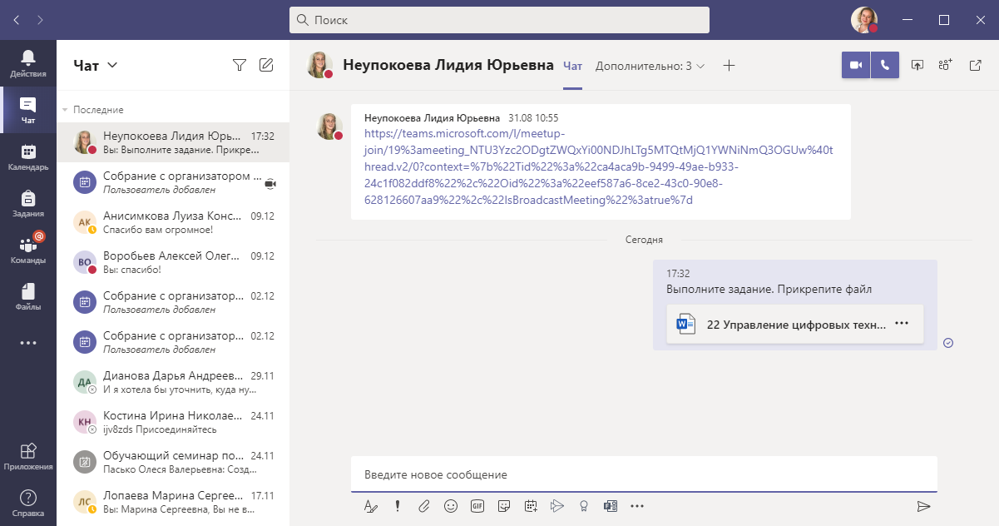 Поиск
Действия
Чат
Календарь
Задания
@
Команды
Файлы
Приложения
Справка
Чат
Последние
Неупокоева Лидия Юрь... 17:32
Вы: Выполните задание. Прикре...
Собрание с организатором ...
Пользователь добавлен
АК
Анисимкова Луиза Конс... 09.12
Спасибо вам огромное!
ВО
Воробьев Алексей Олег... 09.12
Вы: спасибо!
Собрание с организатор... 02.12
Пользователь добавлен
Собрание с организатор... 02.12
Пользователь добавлен
ДА
Дианова Дарья Андреев... 29.11
И я хотела бы уточнить, куда ну...
КН
Костина Ирина Николае... 24.11
ijv8zds Присоединяйтесь
Обучающий семинар по... 24.11
Пасько Олеся Валерьевна: Созд...
ЛС
Лопаева Марина Сергее... 17.11
Вы: Марина Сергеевна, Вы не в...
Неупокоева Лидия Юрьевна Чат Дополнительно: 3
Неупокоева Лидия Юрьевна 31.08 10:55
https://teams.microsoft.com/l/meetup-
join/19%3ameeting_NTU3Yzc2ODgtZWQxYi00NDJhLTg5MTQtMjQ1YWNiNmQ3OGUw%40t
hread.v2/0?context=%7b%22Tid%22%3a%22ca4aca9b-9499-49ae-b933-
24c1f082ddf8%22%2c%22Oid%22%3a%22eef587a6-8ce2-43c0-90e8-
628126607aa9%22%2c%22IsBroadcastMeeting%22%3atrue%7d
Сегодня
17:32
Выполните задание. Прикрепите файл
W 22 Управление цифровых техн... ...
Введите новое сообщение
GIF